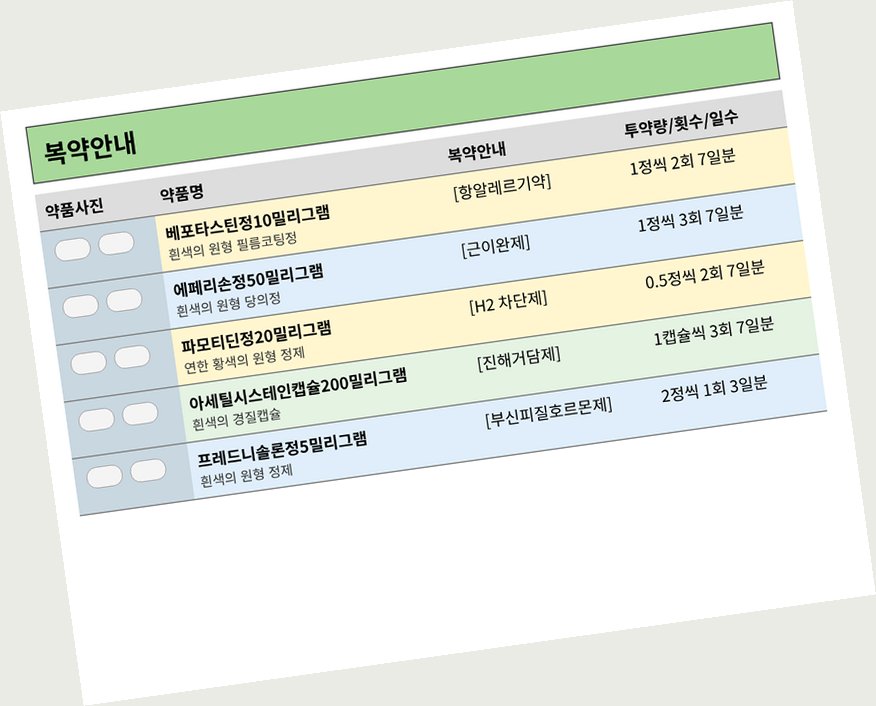 복약안내
약품사진 약품명 복약안내 투약량/횟수/일수
베포타스틴정10밀리그램 [항알레르기약] 1정씩 2회 7일분
흰색의 원형 필름코팅정
에페리손정50밀리그램 [근이완제] 1정씩 3회 7일분
흰색의 원형 당의정
파모티딘정20밀리그램 [H2 차단제] 0.5정씩 2회 7일분
연한 황색의 원형 정제
아세틸시스테인캡슐200밀리그램 [진해거담제] 1캡슐씩 3회 7일분
흰색의 경질캡슐
프레드니솔론정5밀리그램 [부신피질호르몬제] 2정씩 1회 3일분
흰색의 원형 정제